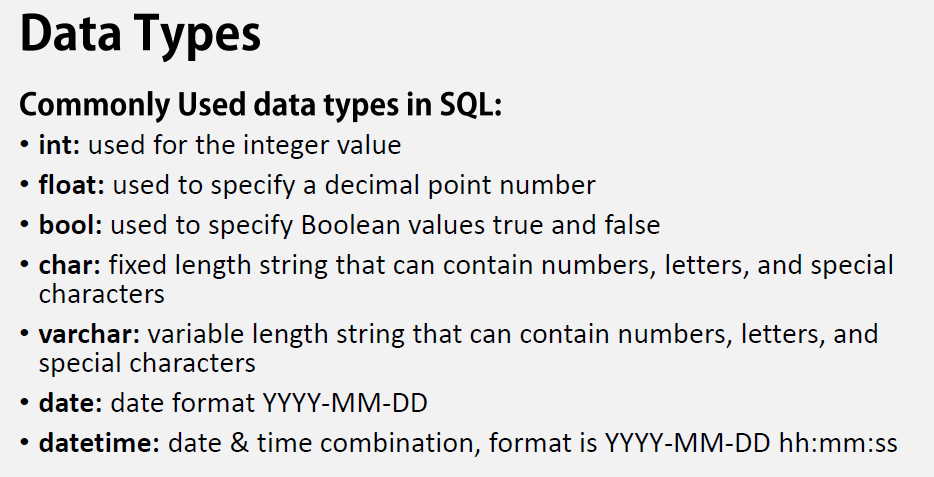 Data Types
Commonly Used data types in SQL:
• int: used for the integer value
• float: used to specify a decimal point number
• bool: used to specify Boolean values true and false
• char: fixed length string that can contain numbers, letters, and special
characters
• varchar: variable length string that can contain numbers, letters, and
special characters
• date: date format YYYY-MM-DD
• datetime: date & time combination, format is YYYY-MM-DD hh:mm:ss